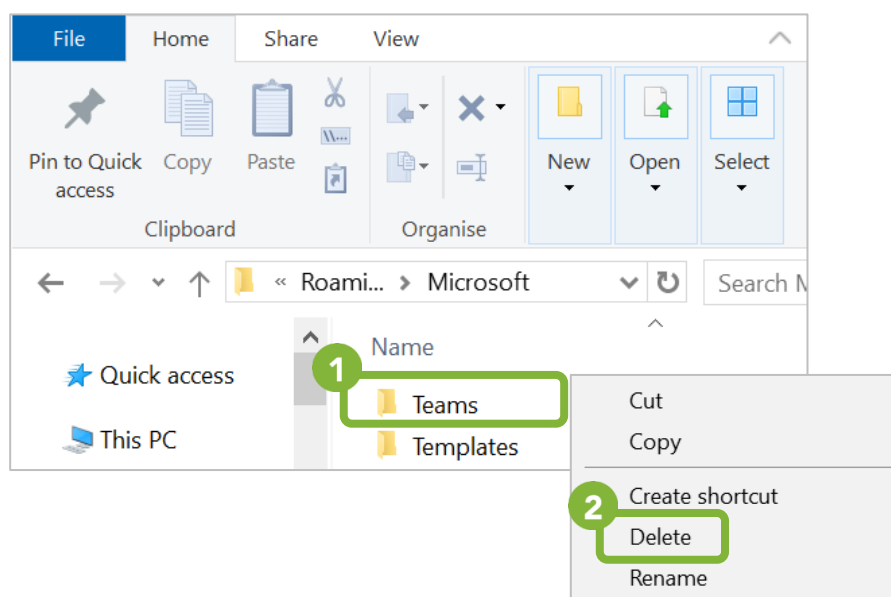 File Home Share View
Pin to Quick access Copy Paste New Open Select
Clipboard Organise
« Roami... > Microsoft Search M
Name
1
Quick access
Teams
This PC
Templates
Cut
Copy
Create shortcut
2
Delete
Rename